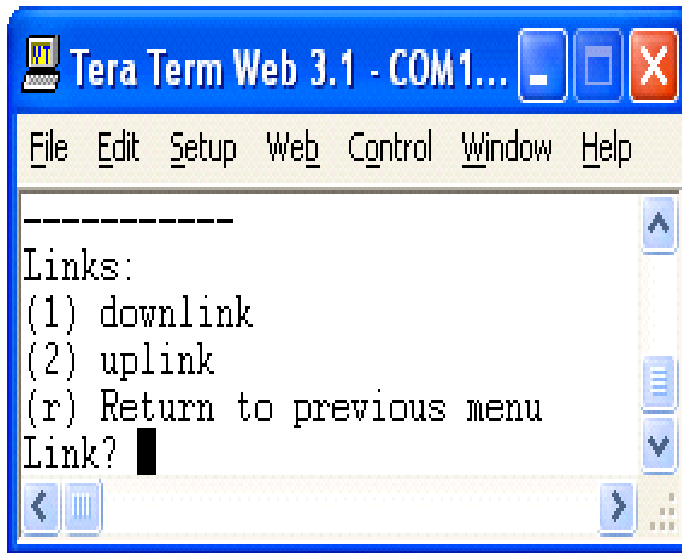 Tera Term Web 3.1 - COM1...
File Edit Setup Web Control Window Help
-----------
Links:
(1) downlink
(2) uplink
(r) Return to previous menu
Link?